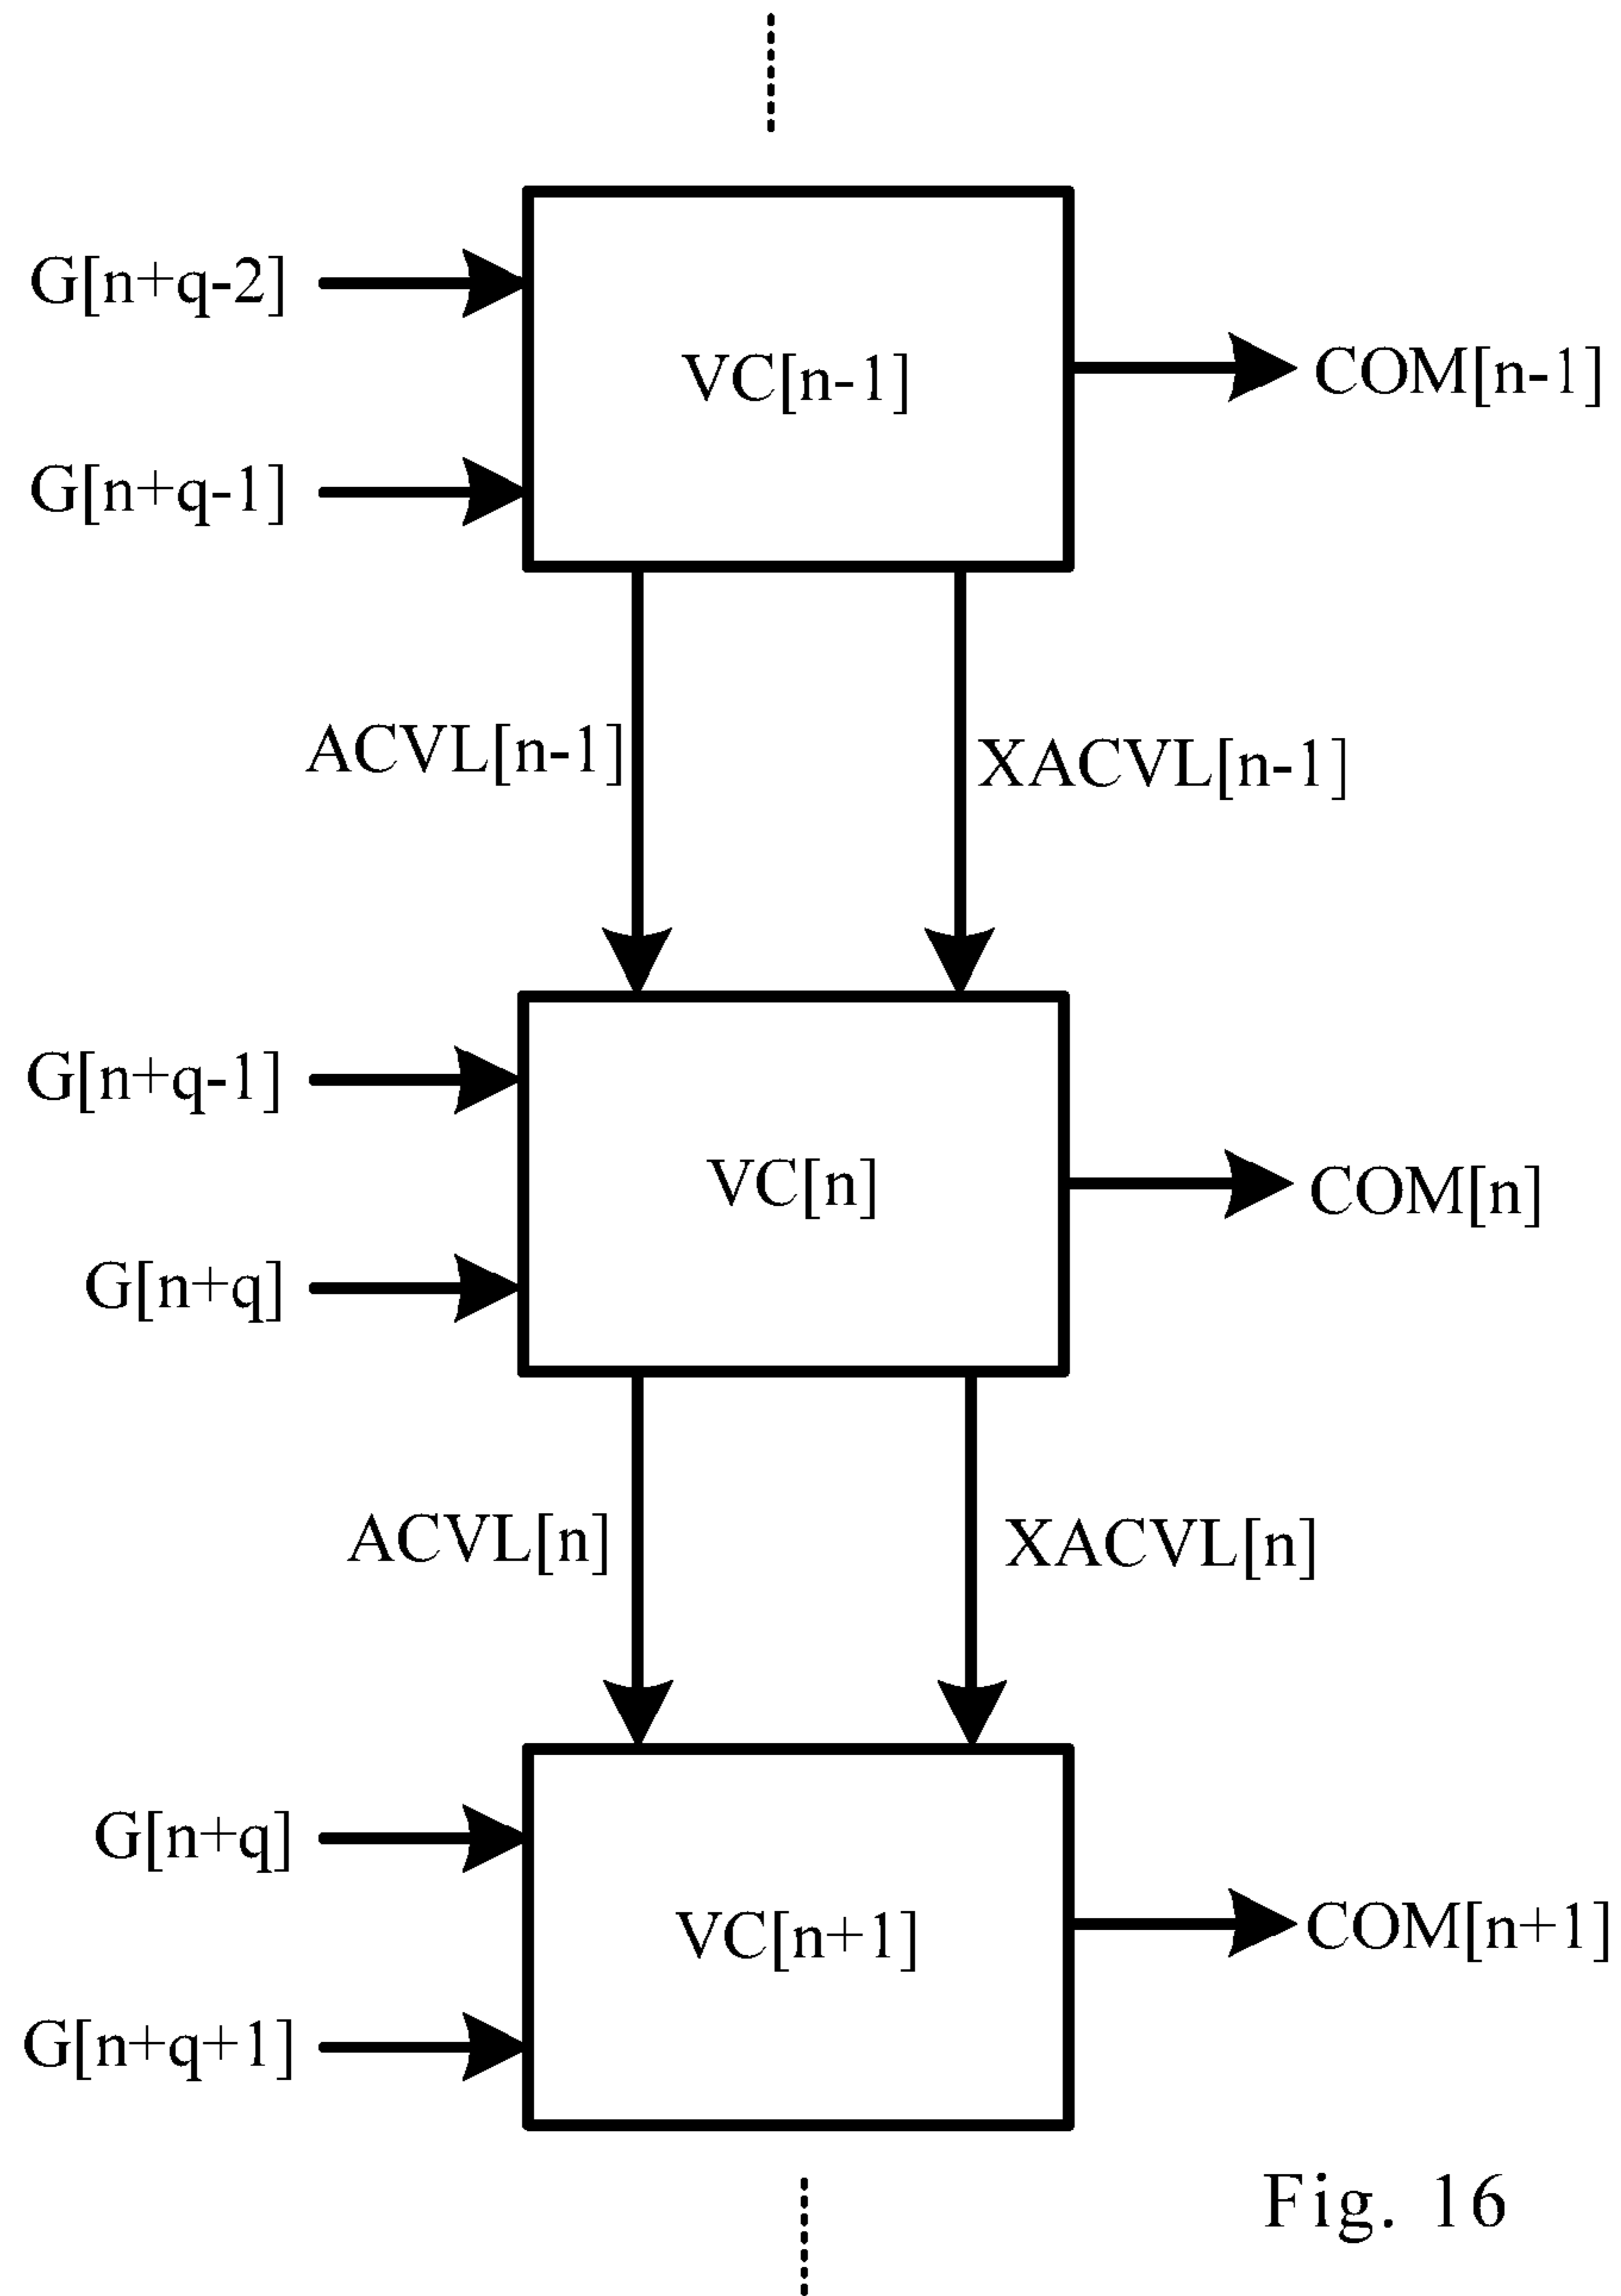 G[n+q-2]
VC[n-1]
COM[n-1]
G[n+q-1]
ACVL[n-1]
XACVL[n-1]
G[n+q-1]
VC[n]
COM[n]
G[n+q]
ACVL[n]
XACVL[n]
G[n+q]
VC[n+1]
COM[n+1]
G[n+q+1]
Fig. 16